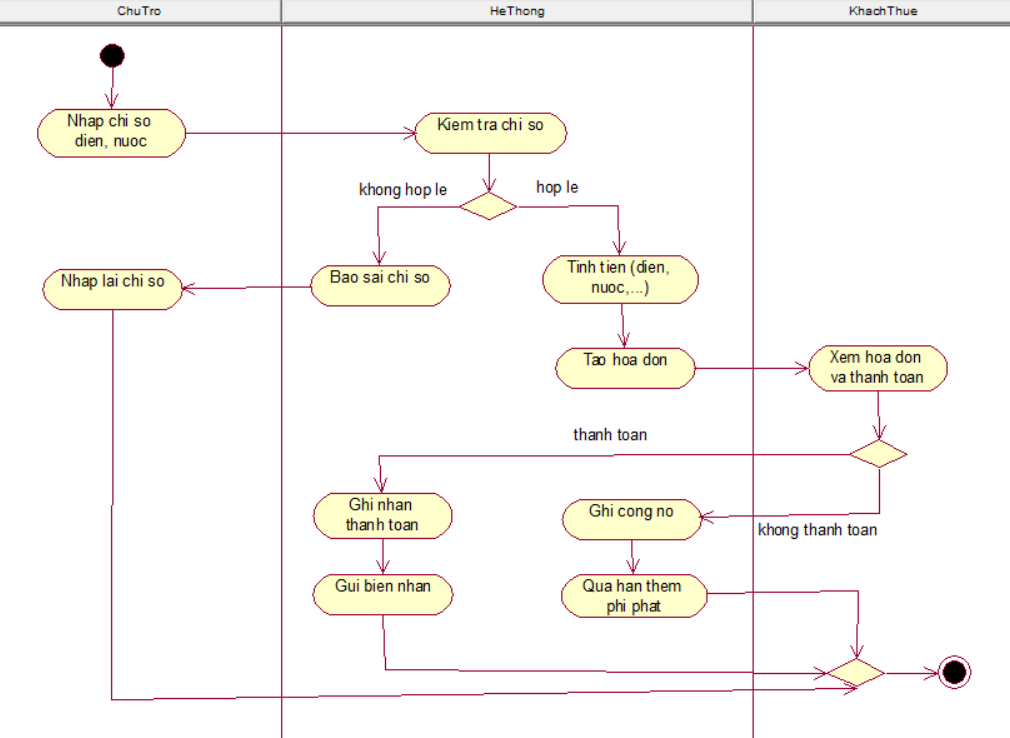 ChuTro
HeThong
KhachThue
Nhap chi so
dien, nuoc
Kiem tra chi so
khong hop le
hop le
Nhap lai chi so
Bao sai chi so
Tinh tien (dien,
nuoc,...)
Tao hoa don
Xem hoa don
va thanh toan
thanh toan
Ghi nhan
thanh toan
Ghi cong no
khong thanh toan
Gui bien nhan
Qua han them
phi phat